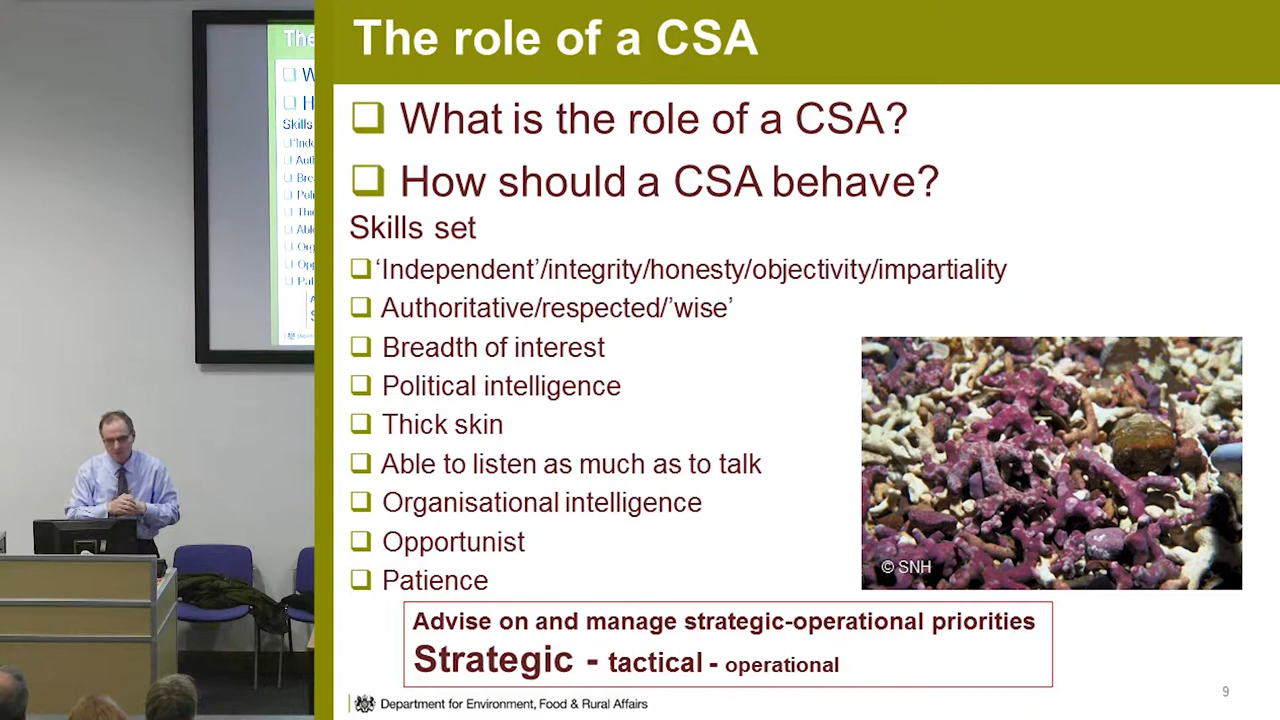 The role of a CSA
What is the role of a CSA?
How should a CSA behave?
Skills set
‘Independent’/integrity/honesty/objectivity/impartiality
Authoritative/respected/’wise’
Breadth of interest
Political intelligence
Thick skin
Able to listen as much as to talk
Organisational intelligence
Opportunist
Patience
© SNH
Advise on and manage strategic-operational priorities
Strategic - tactical - operational
Department for Environment, Food & Rural Affairs
9
The
Skills